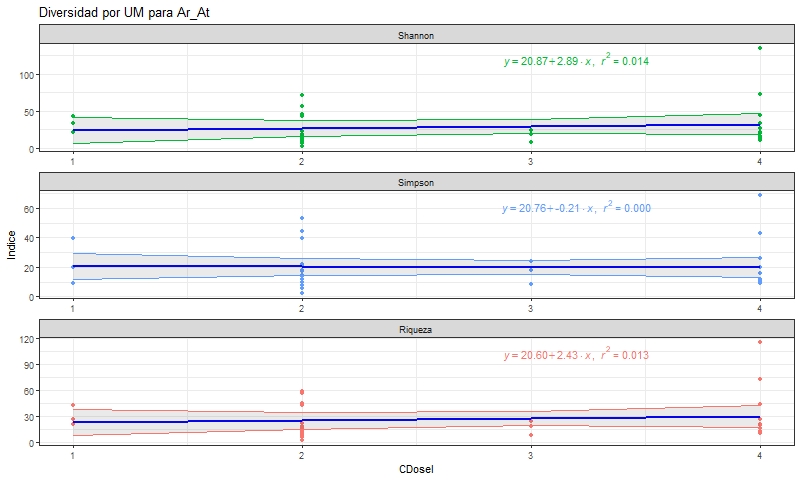 Diversidad por UM para Ar_At
Shannon
y = 20.87+2.89 · x, r² = 0.014
100
50
0
1 2 3 4
Simpson
y = 20.76+-0.21 · x, r² = 0.000
60
40
20
0
1 2 3 4
Indice
Riqueza
y = 20.60+2.43 · x, r² = 0.013
120
90
60
30
0
1 2 3 4
CDosel